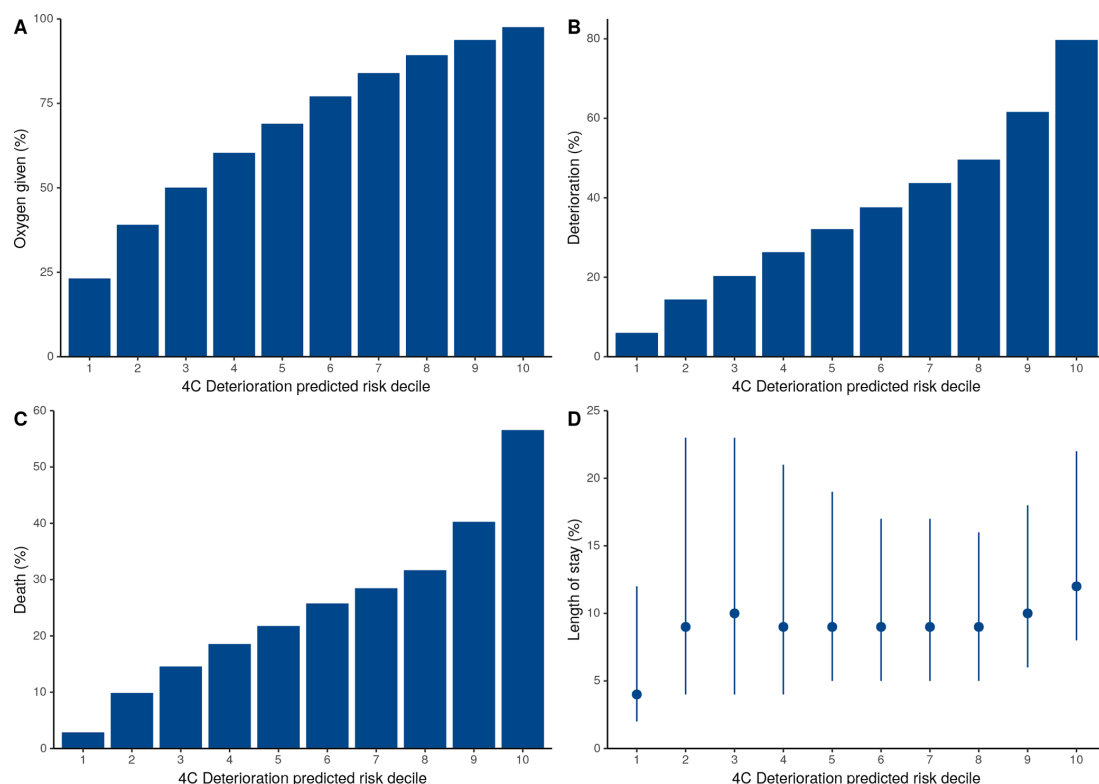 A
Oxygen given (%)
100
75
50
25
0
1 2 3 4 5 6 7 8 9 10
4C Deterioration predicted risk decile
B
Deterioration (%)
80
60
40
20
0
1 2 3 4 5 6 7 8 9 10
4C Deterioration predicted risk decile
C
Death (%)
60
50
40
30
20
10
0
1 2 3 4 5 6 7 8 9 10
4C Deterioration predicted risk decile
D
Length of stay (%)
25
20
15
10
5
0
1 2 3 4 5 6 7 8 9 10
4C Deterioration predicted risk decile